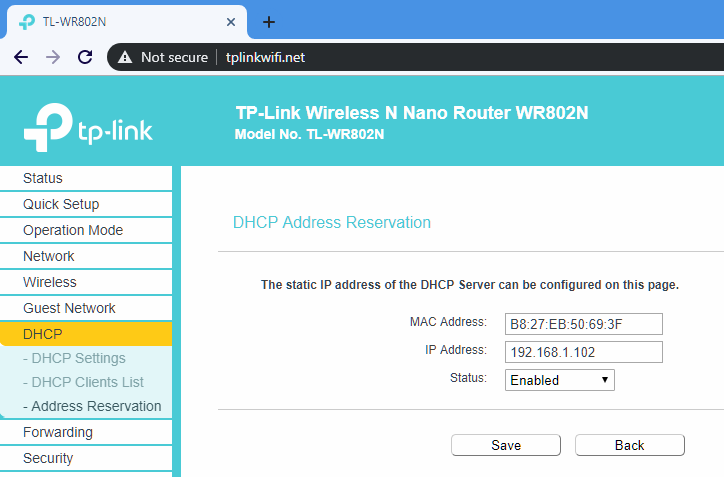 TL-WR802N
Not secure tplinkwifi.net
tp-link
TP-Link Wireless N Nano Router WR802N
Model No. TL-WR802N
Status
Quick Setup
Operation Mode
Network
Wireless
Guest Network
DHCP
- DHCP Settings
- DHCP Clients List
- Address Reservation
Forwarding
Security
DHCP Address Reservation
The static IP address of the DHCP Server can be configured on this page.
MAC Address: B8:27:EB:50:69:3F
IP Address: 192.168.1.102
Status: Enabled
Save Back